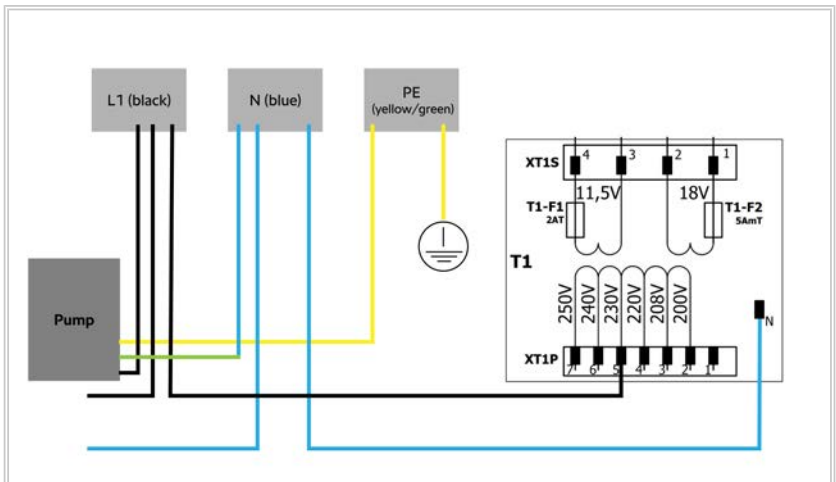 L1 (black)
N (blue)
PE
(yellow/green)
Pump
XT1S
4
3
2
1
11,5V
18V
T1-F1
2AT
T1-F2
5AmT
T1
250V
240V
230V
220V
208V
200V
N
XT1P
7
6
5
4
3
2
1